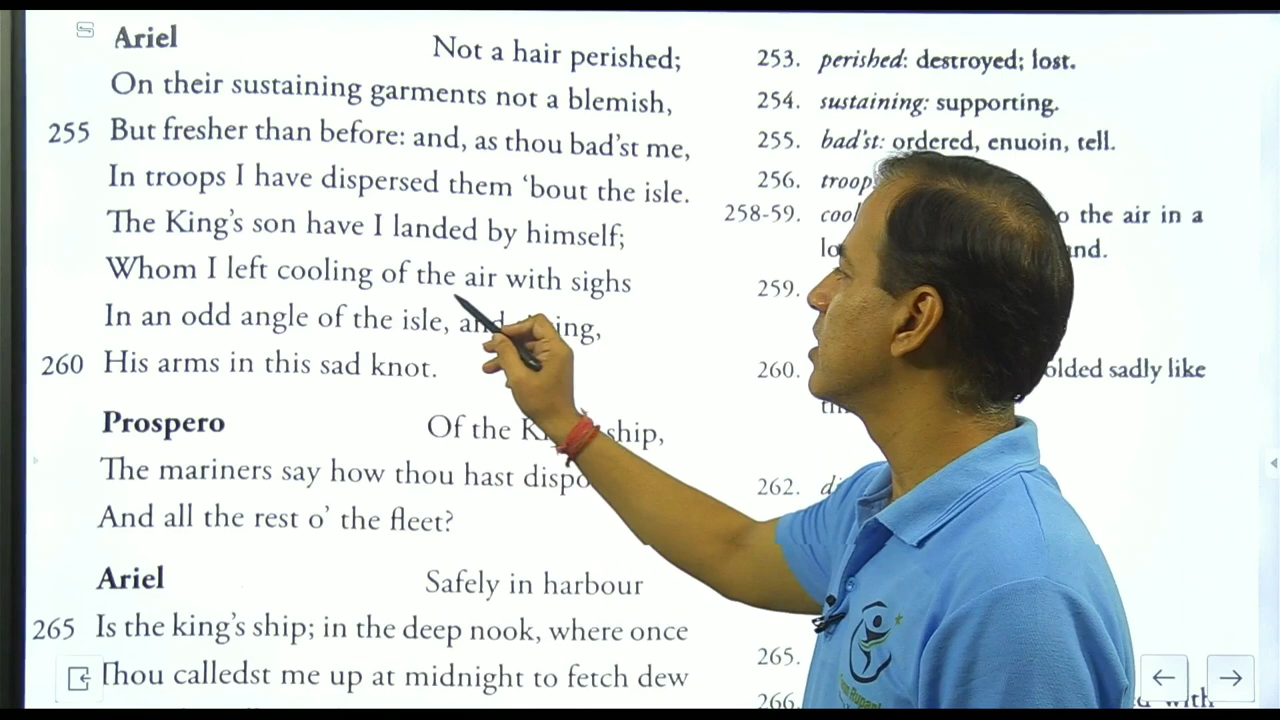 Ariel Not a hair perished;
On their sustaining garments not a blemish,
255 But fresher than before: and, as thou bad'st me,
In troops I have dispersed them 'bout the isle.
The King's son have I landed by himself;
Whom I left cooling of the air with sighs
In an odd angle of the isle, and
260 His arms in this sad knot.
Prospero Of the ship,
The mariners say how thou hast
And all the rest o' the fleet?
Ariel Safely in harbour
265 Is the king's ship; in the deep nook, where once
Thou calledst me up at midnight to fetch dew
253. perished: destroyed; lost.
254. sustaining: supporting.
255. bad'st: ordered, enuoin, tell.
256. troop
258-59. the air in a
259.
260. sadly like
262.
265.
266. with